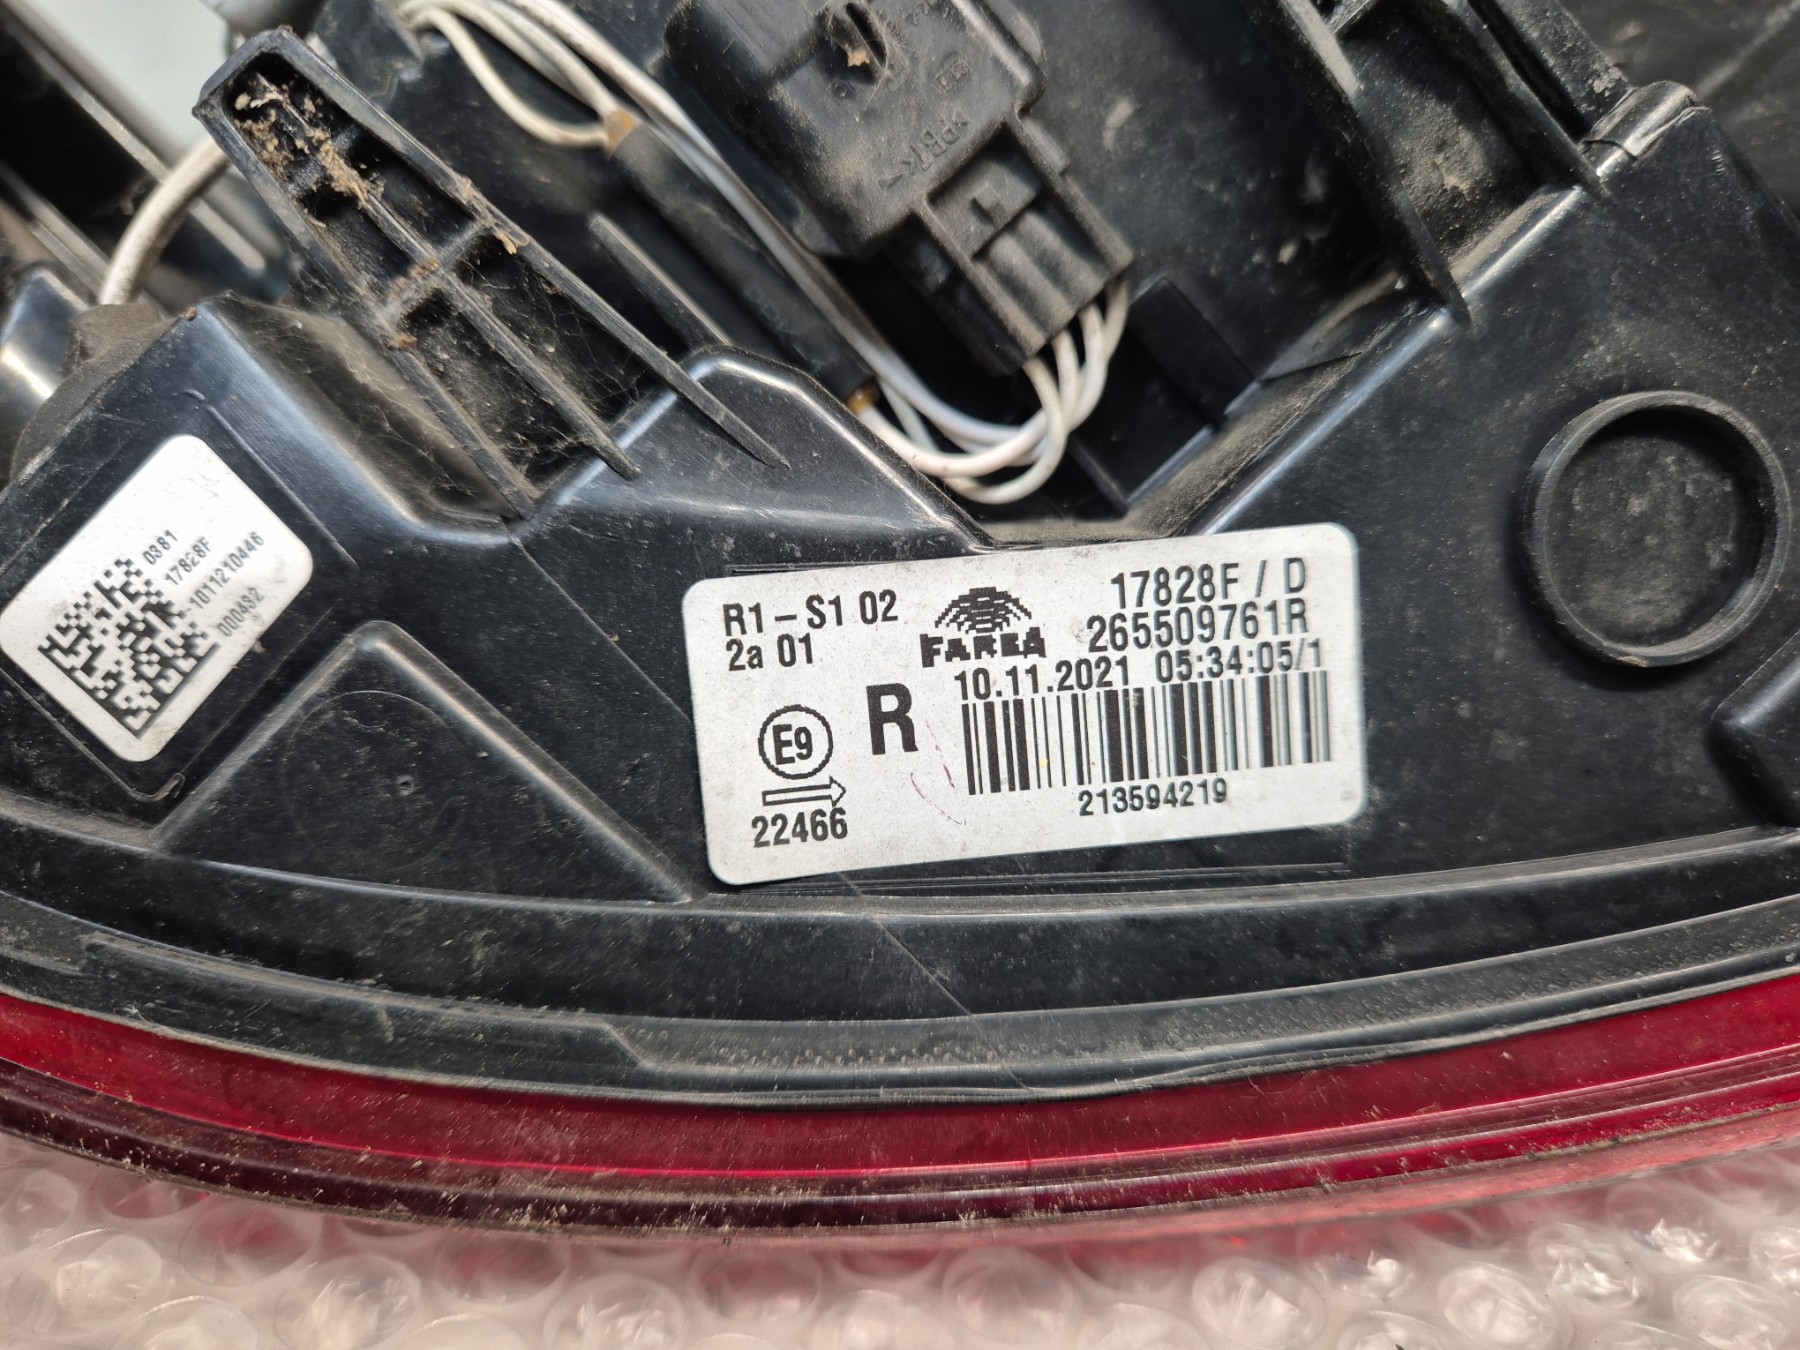 >PBT<
0381
17828F
-1011210446
000432
R1-S1 02
2a 01
FARBA
17828F / D
265509761R
10.11.2021 05:34:05/1
R
E9
22466
213594219